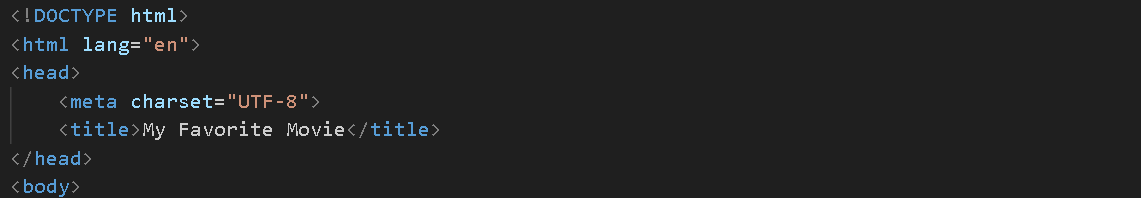 <!DOCTYPE html>
<html lang="en">
<head>
    <meta charset="UTF-8">
    <title>My Favorite Movie</title>
</head>
<body>